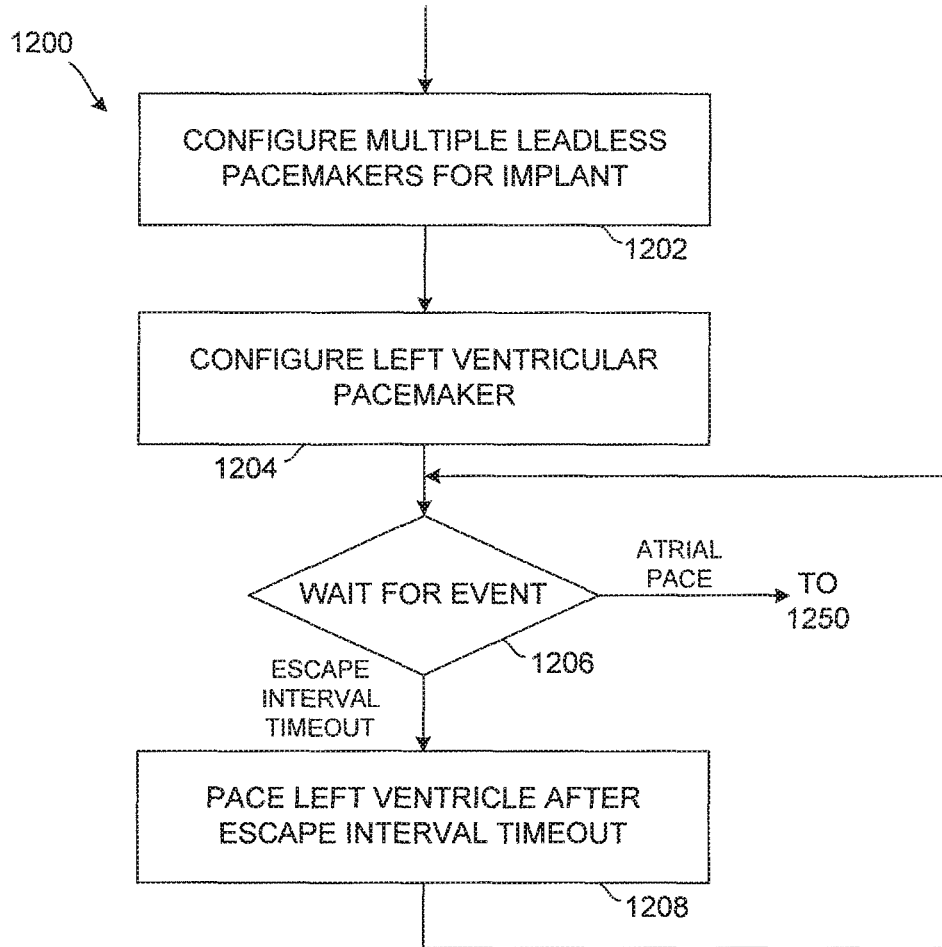 1200
CONFIGURE MULTIPLE LEADLESS
PACEMAKERS FOR IMPLANT
1202
CONFIGURE LEFT VENTRICULAR
PACEMAKER
1204
WAIT FOR EVENT
ATRIAL
PACE
TO
1250
1206
ESCAPE
INTERVAL
TIMEOUT
PACE LEFT VENTRICLE AFTER
ESCAPE INTERVAL TIMEOUT
1208